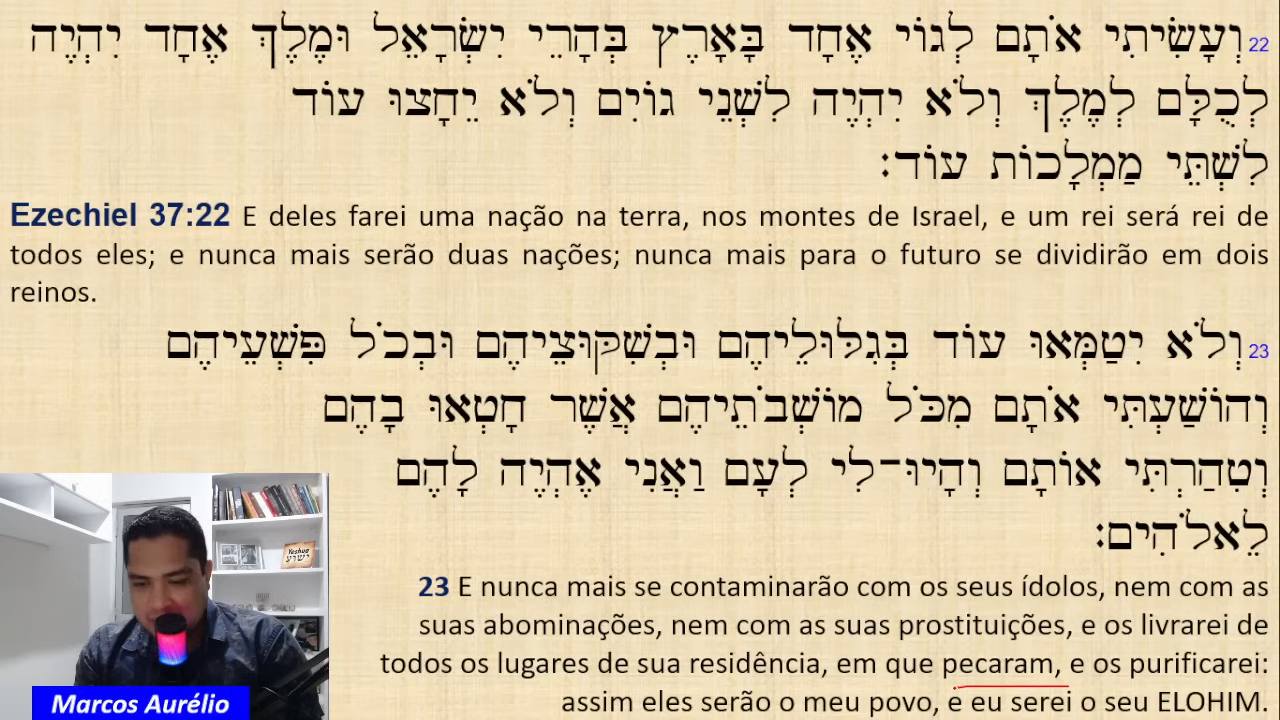 22 וְעָשִׂיתִי אֹתָם לְגוֹי אֶחָד בָּאָרֶץ בְּהָרֵי יִשְׂרָאֵל וּמֶלֶךְ אֶחָד יִהְיֶה
לְכֻלָּם לְמֶלֶךְ וְלֹא יִהְיֶה לִשְׁנֵי גוֹיִם וְלֹא יֵחָצוּ עוֹד
לִשְׁתֵּי מַמְלָכוֹת עוֹד׃
Ezechiel 37:22 E deles farei uma nação na terra, nos montes de Israel, e um rei será rei de
todos eles; e nunca mais serão duas nações; nunca mais para o futuro se dividirão em dois
reinos.
23 וְלֹא יִטַמְּאוּ עוֹד בְּגִלּוּלֵיהֶם וּבְשִׁקּוּצֵיהֶם וּבְכֹל פִּשְׁעֵיהֶם
וְהוֹשַׁעְתִּי אֹתָם מִכֹּל מוֹשְׁבֹתֵיהֶם אֲשֶׁר חָטְאוּ בָהֶם
וְטִהַרְתִּי אוֹתָם וְהָיוּ־לִי לְעָם וַאֲנִי אֶהְיֶה לָהֶם
לֵאלֹהִים׃
23 E nunca mais se contaminarão com os seus ídolos, nem com as
suas abominações, nem com as suas prostituições, e os livrarei de
todos os lugares de sua residência, em que pecaram, e os purificarei:
assim eles serão o meu povo, e eu serei o seu ELOHIM.
Yeshua
ישוע
Marcos Aurélio